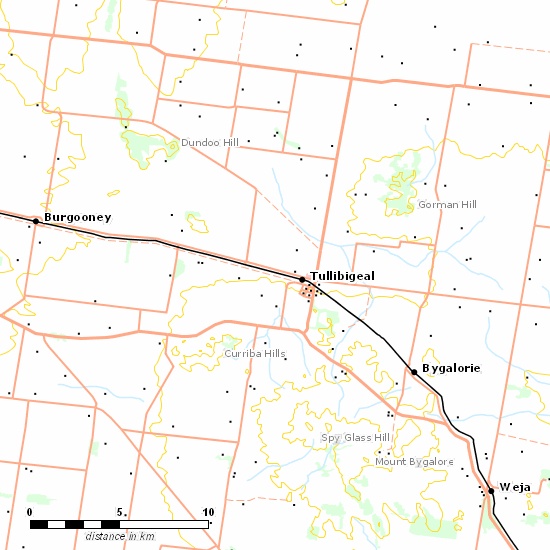 Dundoo Hill
Gorman Hill
Burgooney
Tullibigeal
Curriba Hills
Bygalorie
Spy Glass Hill
Mount Bygalore
Weja
0 5 10
distance in km